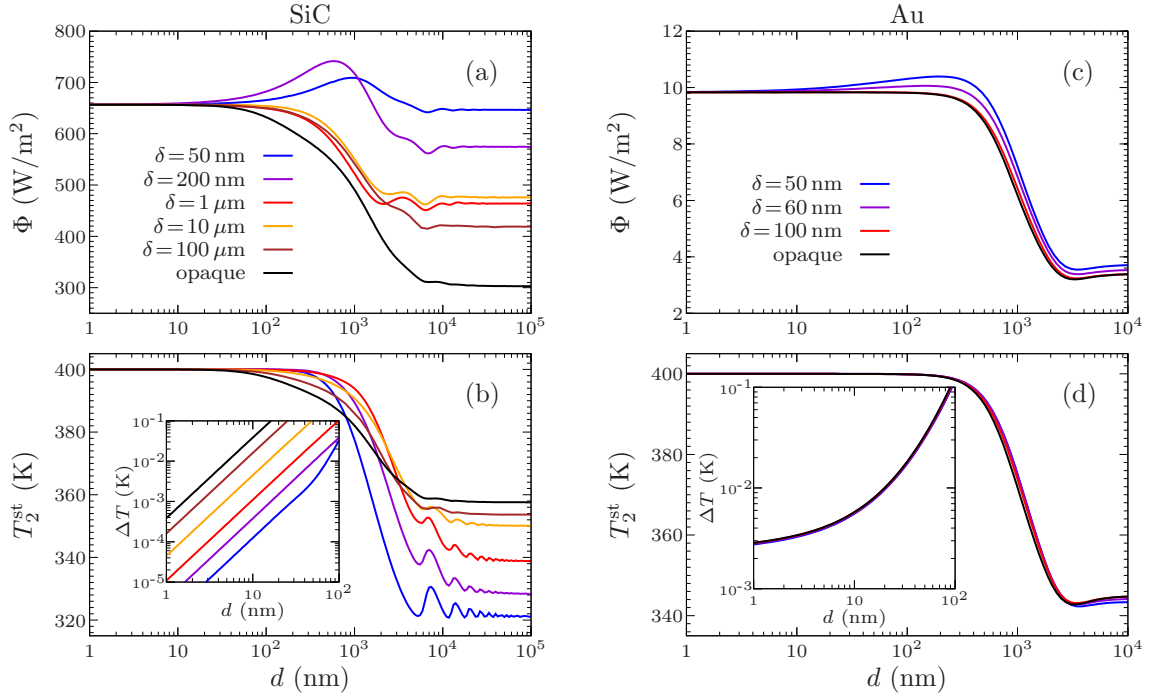 SiC
Au
800
700
600
500
400
300
Φ (W/m²)
(a)
δ = 50 nm
δ = 200 nm
δ = 1 μm
δ = 10 μm
δ = 100 μm
opaque
1 10 10² 10³ 10⁴ 10⁵
12
10
8
6
4
2
Φ (W/m²)
(c)
δ = 50 nm
δ = 60 nm
δ = 100 nm
opaque
1 10 10² 10³ 10⁴
400
380
360
340
320
T₂ˢᵗ (K)
(b)
10⁻¹
10⁻²
10⁻³
10⁻⁴
10⁻⁵
ΔT (K)
1 10 10²
d (nm)
1 10 10² 10³ 10⁴ 10⁵
d (nm)
400
380
360
340
T₂ˢᵗ (K)
(d)
10⁻¹
10⁻²
10⁻³
ΔT (K)
1 10 10²
d (nm)
1 10 10² 10³ 10⁴
d (nm)